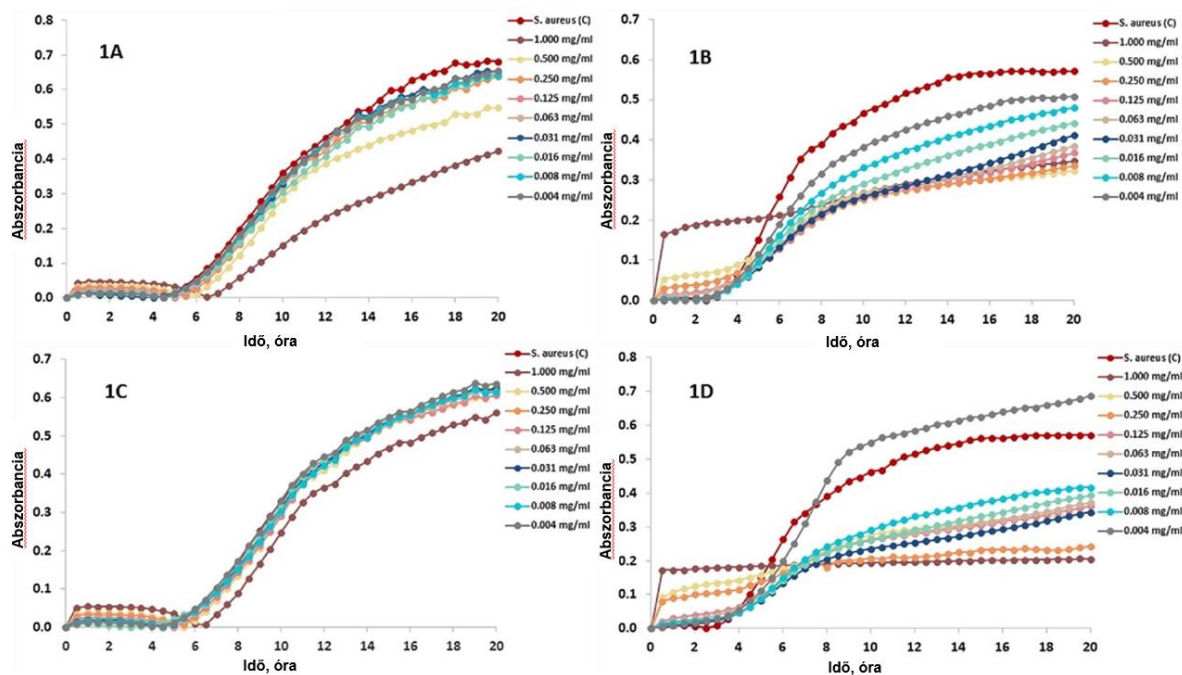 1A
Abszorbancia
0.8
0.7
0.6
0.5
0.4
0.3
0.2
0.1
0.0
0 2 4 6 8 10 12 14 16 18 20
Idő, óra
S. aureus (C)
1.000 mg/ml
0.500 mg/ml
0.250 mg/ml
0.125 mg/ml
0.063 mg/ml
0.031 mg/ml
0.016 mg/ml
0.008 mg/ml
0.004 mg/ml
1B
Abszorbancia
0.7
0.6
0.5
0.4
0.3
0.2
0.1
0.0
0 2 4 6 8 10 12 14 16 18 20
Idő, óra
S. aureus (C)
1.000 mg/ml
0.500 mg/ml
0.250 mg/ml
0.125 mg/ml
0.063 mg/ml
0.031 mg/ml
0.016 mg/ml
0.008 mg/ml
0.004 mg/ml
1C
Abszorbancia
0.7
0.6
0.5
0.4
0.3
0.2
0.1
0.0
0 2 4 6 8 10 12 14 16 18 20
Idő, óra
S. aureus (C)
1.000 mg/ml
0.500 mg/ml
0.250 mg/ml
0.125 mg/ml
0.063 mg/ml
0.031 mg/ml
0.016 mg/ml
0.008 mg/ml
0.004 mg/ml
1D
Abszorbancia
0.8
0.7
0.6
0.5
0.4
0.3
0.2
0.1
0.0
0 2 4 6 8 10 12 14 16 18 20
Idő, óra
S. aureus (C)
1.000 mg/ml
0.500 mg/ml
0.250 mg/ml
0.125 mg/ml
0.063 mg/ml
0.031 mg/ml
0.016 mg/ml
0.008 mg/ml
0.004 mg/ml